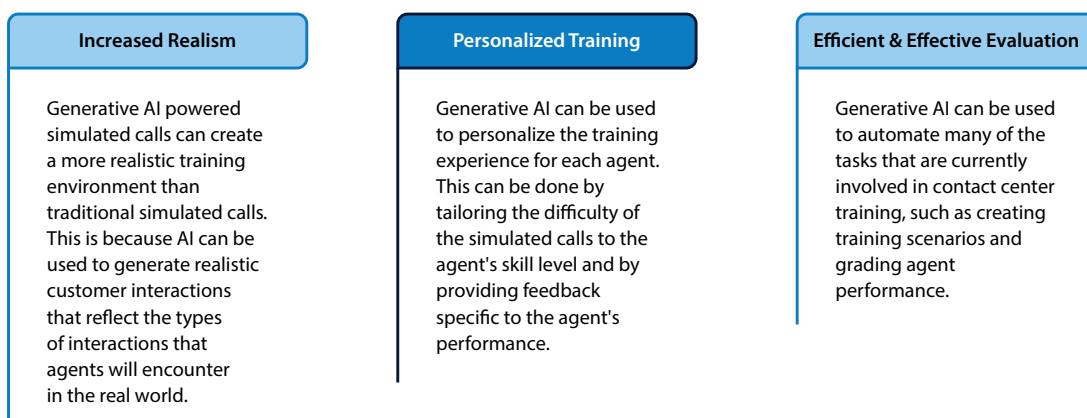 Increased Realism
Generative AI powered
simulated calls can create
a more realistic training
environment than
traditional simulated calls.
This is because AI can be
used to generate realistic
customer interactions
that reflect the types
of interactions that
agents will encounter
in the real world.
Personalized Training
Generative AI can be used
to personalize the training
experience for each agent.
This can be done by
tailoring the difficulty of
the simulated calls to the
agent's skill level and by
providing feedback
specific to the agent's
performance.
Efficient & Effective Evaluation
Generative AI can be used
to automate many of the
tasks that are currently
involved in contact center
training, such as creating
training scenarios and
grading agent
performance.